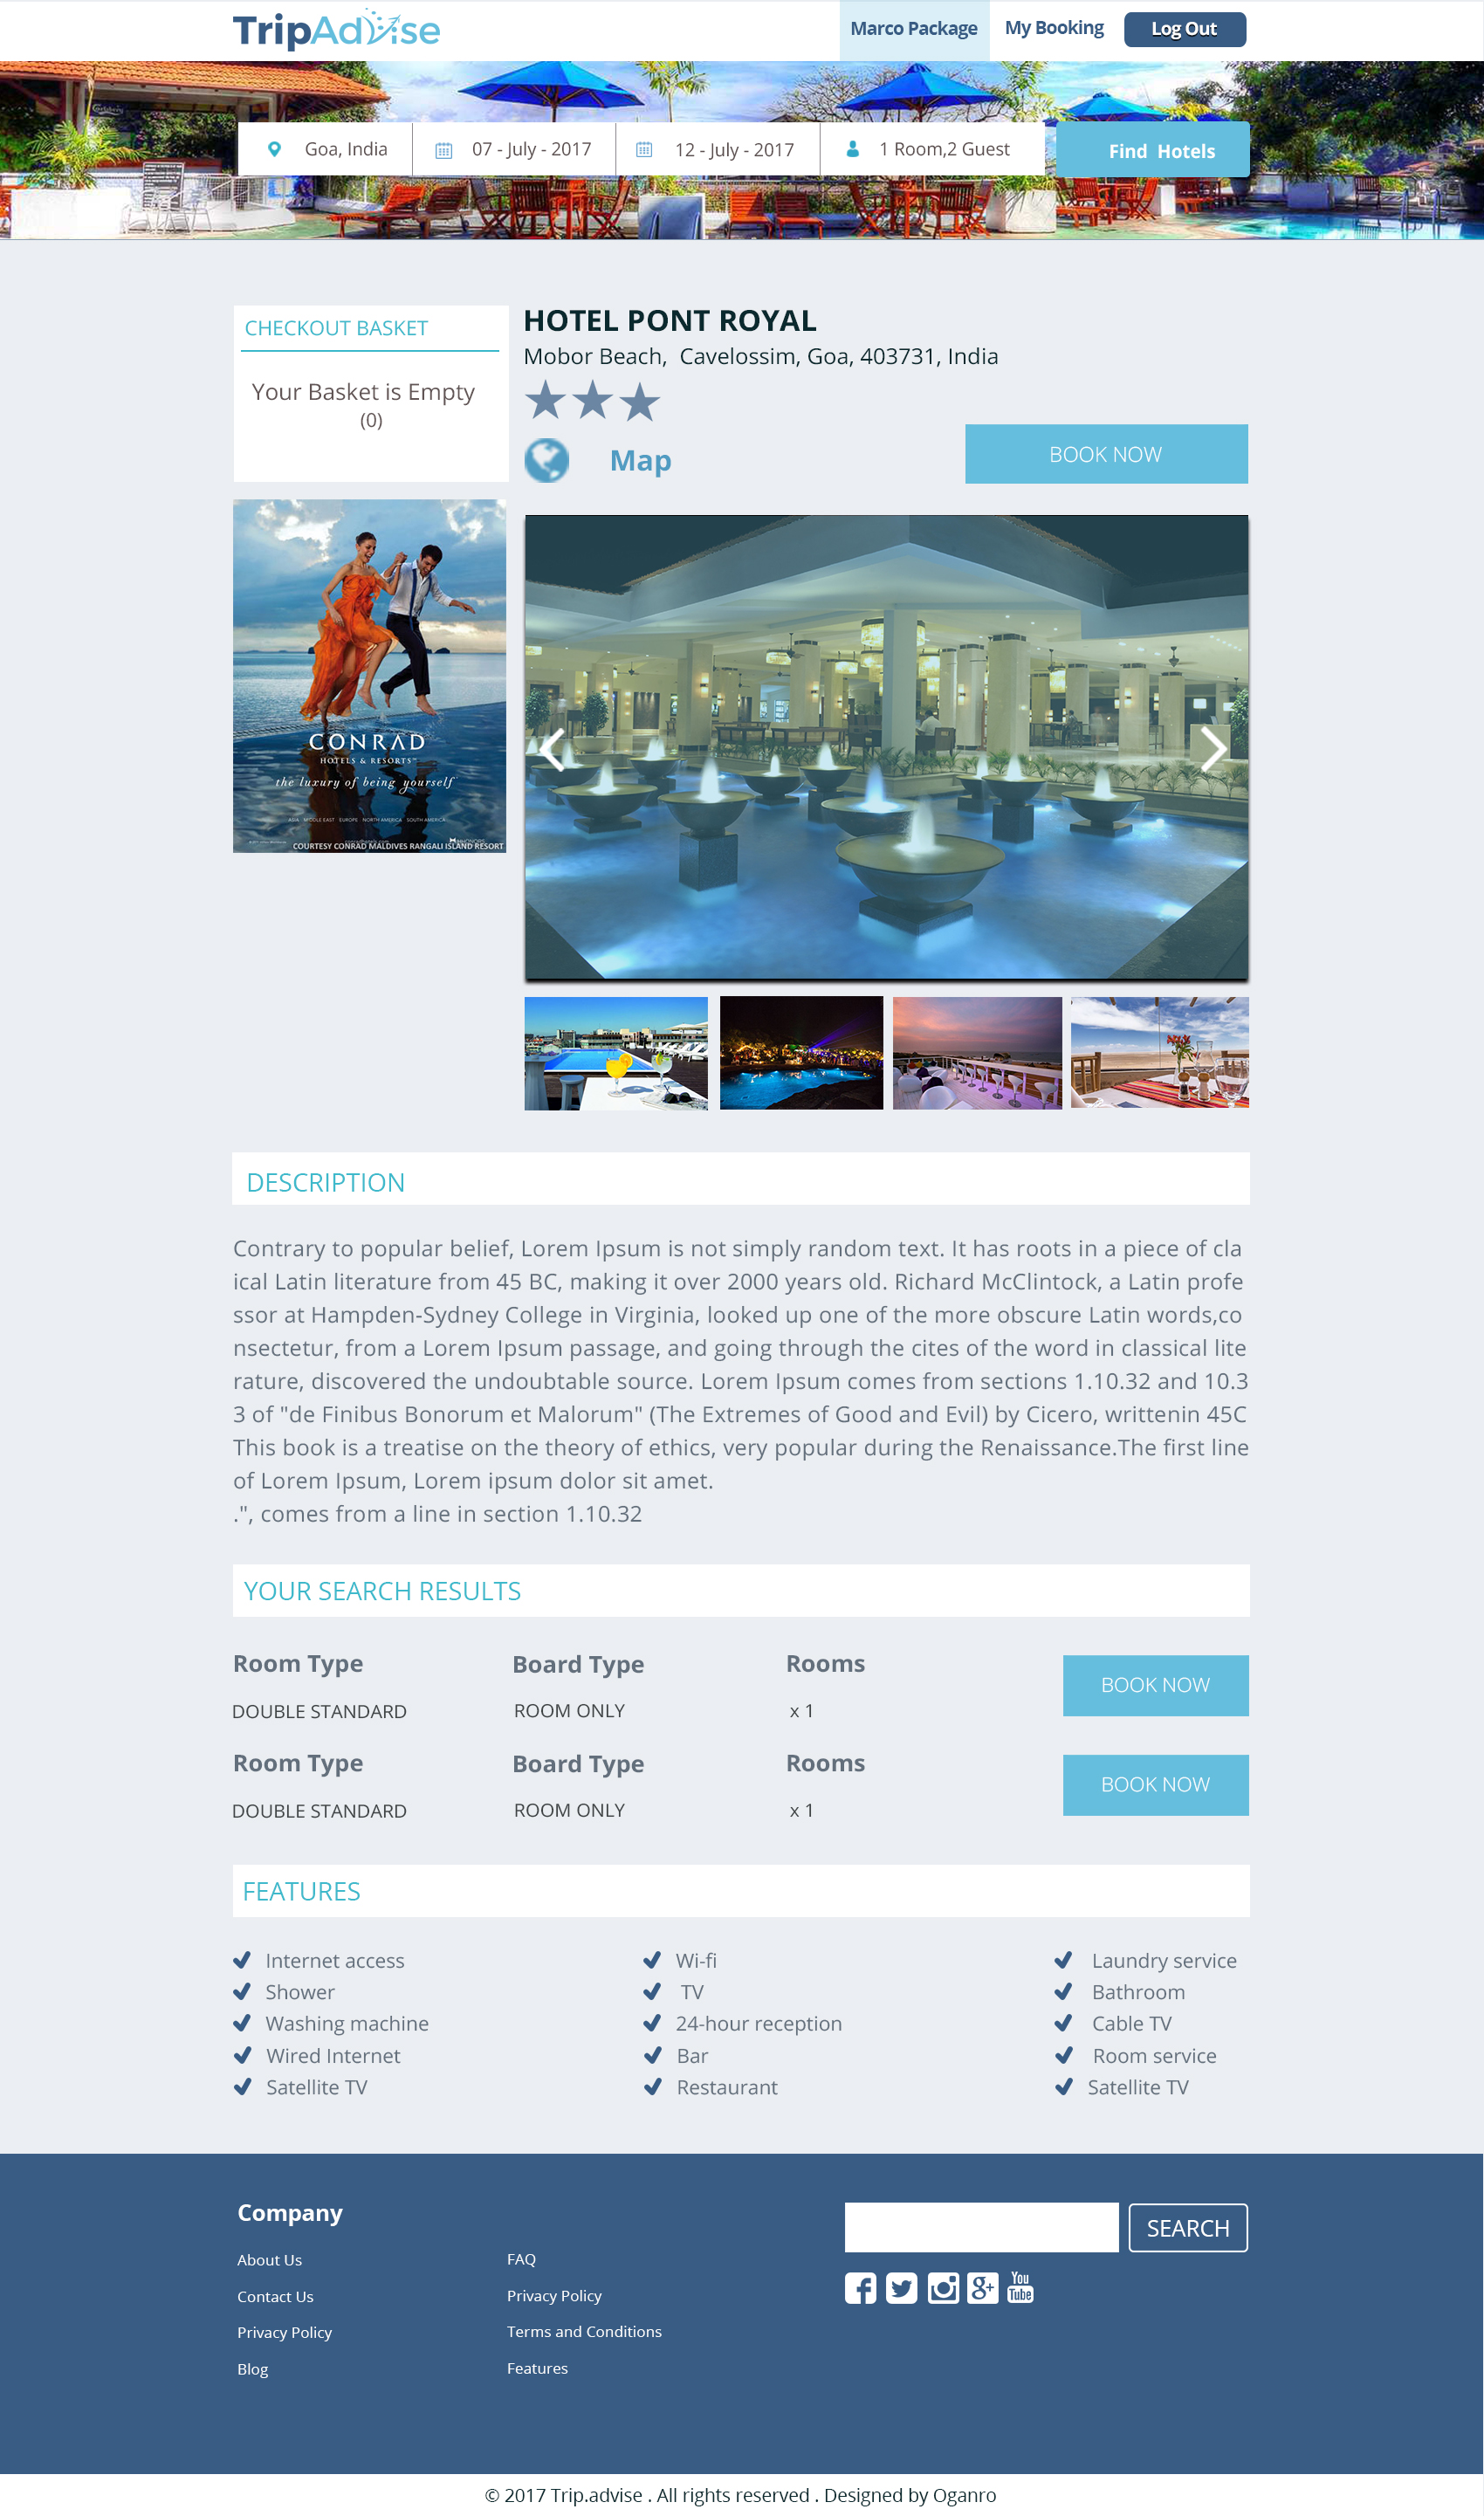 TripAdvise
Marco Package
My Booking
Log Out
Goa, India
07 - July - 2017
12 - July - 2017
1 Room,2 Guest
Find Hotels
CHECKOUT BASKET
Your Basket is Empty
(0)
HOTEL PONT ROYAL
Mobor Beach, Cavelossim, Goa, 403731, India
Map
BOOK NOW
CONRAD
HOTELS & RESORTS™
the luxury of being yourself
ASIA MIDDLE EAST EUROPE NORTH AMERICA SOUTH AMERICA
COURTESY CONRAD MALDIVES RANGALI ISLAND RESORT
DESCRIPTION
Contrary to popular belief, Lorem Ipsum is not simply random text. It has roots in a piece of cla
ical Latin literature from 45 BC, making it over 2000 years old. Richard McClintock, a Latin profe
ssor at Hampden-Sydney College in Virginia, looked up one of the more obscure Latin words,co
nsectetur, from a Lorem Ipsum passage, and going through the cites of the word in classical lite
rature, discovered the undoubtable source. Lorem Ipsum comes from sections 1.10.32 and 10.3
3 of "de Finibus Bonorum et Malorum" (The Extremes of Good and Evil) by Cicero, writtenin 45C
This book is a treatise on the theory of ethics, very popular during the Renaissance.The first line
of Lorem Ipsum, Lorem ipsum dolor sit amet.
.", comes from a line in section 1.10.32
YOUR SEARCH RESULTS
Room Type
Board Type
Rooms
DOUBLE STANDARD
ROOM ONLY
x 1
BOOK NOW
Room Type
Board Type
Rooms
DOUBLE STANDARD
ROOM ONLY
x 1
BOOK NOW
FEATURES
Internet access
Shower
Washing machine
Wired Internet
Satellite TV
Wi-fi
TV
24-hour reception
Bar
Restaurant
Laundry service
Bathroom
Cable TV
Room service
Satellite TV
Company
About Us
Contact Us
Privacy Policy
Blog
FAQ
Privacy Policy
Terms and Conditions
Features
SEARCH
You
Tube
© 2017 Trip.advise . All rights reserved . Designed by Oganro